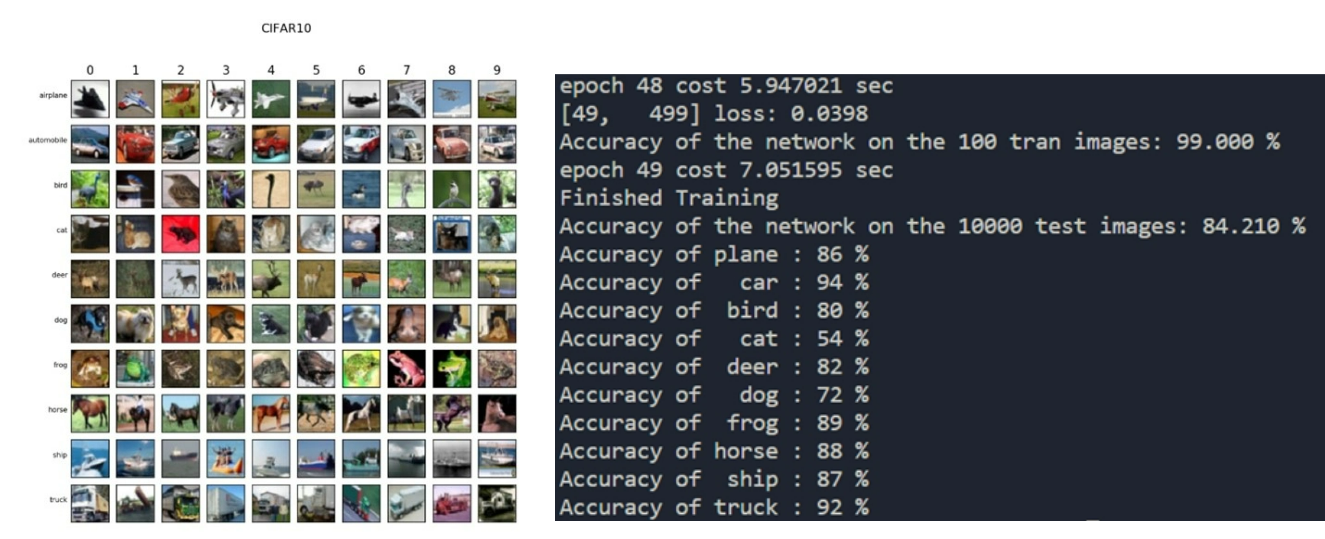 CIFAR10
0 1 2 3 4 5 6 7 8 9
airplane
automobile
bird
cat
deer
dog
frog
horse
ship
truck
epoch 48 cost 5.947021 sec
[49,   499] loss: 0.0398
Accuracy of the network on the 100 tran images: 99.000 %
epoch 49 cost 7.051595 sec
Finished Training
Accuracy of the network on the 10000 test images: 84.210 %
Accuracy of plane : 86 %
Accuracy of   car : 94 %
Accuracy of  bird : 80 %
Accuracy of   cat : 54 %
Accuracy of  deer : 82 %
Accuracy of   dog : 72 %
Accuracy of  frog : 89 %
Accuracy of horse : 88 %
Accuracy of  ship : 87 %
Accuracy of truck : 92 %